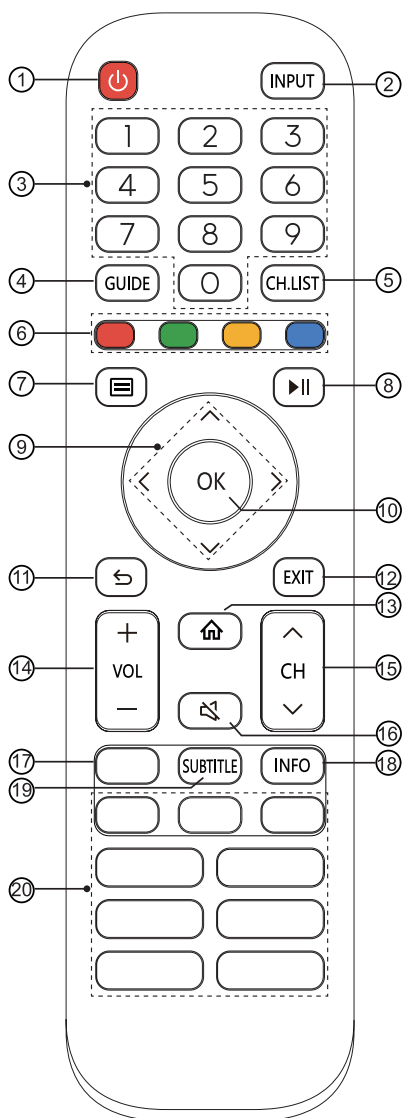 ① INPUT ②
1 2 3
③ 4 5 6
7 8 9
④ GUIDE 0 CH.LIST ⑤
⑥
⑦ ⑧
⑨
OK
⑩
⑪ EXIT ⑫
⑬
+
⑭ VOL CH ⑮
—
⑯
⑰ SUBTITLE INFO ⑱
⑲
⑳